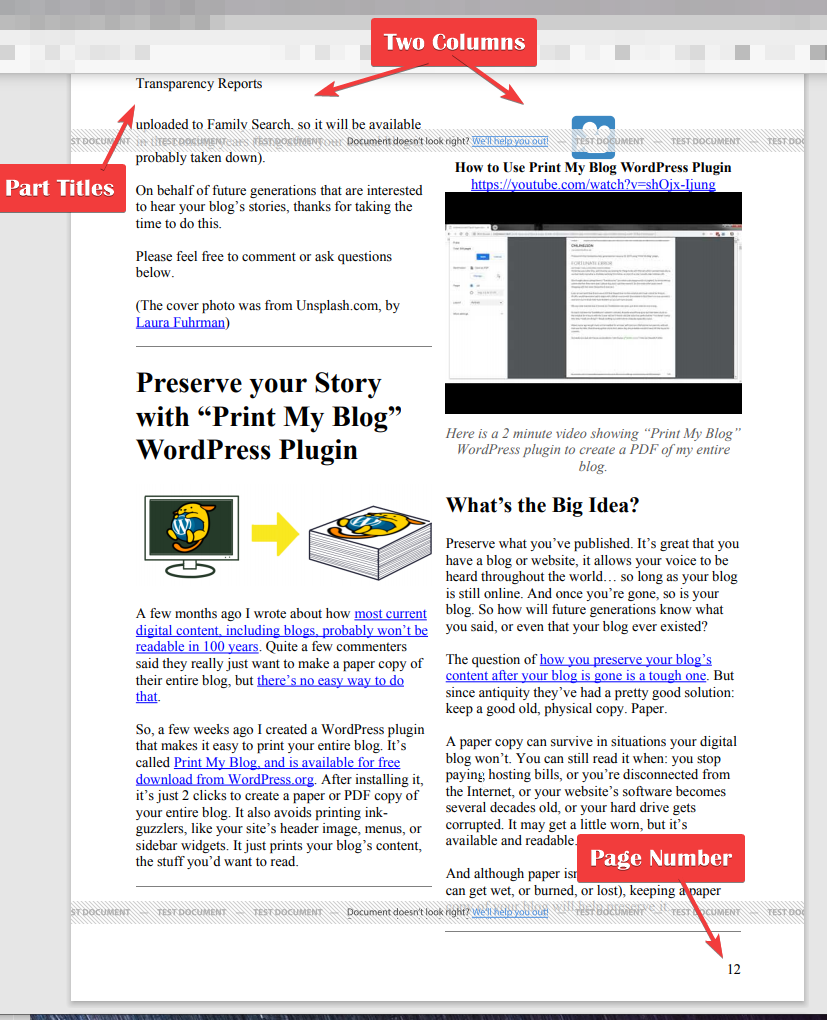 Two Columns
Transparency Reports
Part Titles
uploaded to Family Search, so it will be available
TEST DOCUMENT — TEST DOCUMENT — TEST DOCUMENT — Document doesn't look right? We'll help you out! — TEST DOCUMENT — TEST DOCUMENT — TEST DOC
probably taken down).
On behalf of future generations that are interested
to hear your blog's stories, thanks for taking the
time to do this.
Please feel free to comment or ask questions
below.
(The cover photo was from Unsplash.com, by
Laura Fuhrman)
Preserve your Story
with “Print My Blog”
WordPress Plugin
A few months ago I wrote about how most current
digital content, including blogs, probably won't be
readable in 100 years. Quite a few commenters
said they really just want to make a paper copy of
their entire blog, but there's no easy way to do
that.
So, a few weeks ago I created a WordPress plugin
that makes it easy to print your entire blog. It's
called Print My Blog, and is available for free
download from WordPress.org. After installing it,
it's just 2 clicks to create a paper or PDF copy of
your entire blog. It also avoids printing ink-
guzzlers, like your site's header image, menus, or
sidebar widgets. It just prints your blog's content,
the stuff you'd want to read.
How to Use Print My Blog WordPress Plugin
https://youtube.com/watch?v=shOjx-Ijung
Here is a 2 minute video showing “Print My Blog”
WordPress plugin to create a PDF of my entire
blog.
What's the Big Idea?
Preserve what you've published. It's great that you
have a blog or website, it allows your voice to be
heard throughout the world… so long as your blog
is still online. And once you're gone, so is your
blog. So how will future generations know what
you said, or even that your blog ever existed?
The question of how you preserve your blog's
content after your blog is gone is a tough one. But
since antiquity they've had a pretty good solution:
keep a good old, physical copy. Paper.
A paper copy can survive in situations your digital
blog won't. You can still read it when: you stop
paying hosting bills, or you're disconnected from
the Internet, or your website's software becomes
several decades old, or your hard drive gets
corrupted. It may get a little worn, but it's
available and readable.
Page Number
And although paper
can get wet, or burned, or lost), keeping a paper
copy of your blog will help preserve it.
TEST DOCUMENT — TEST DOCUMENT — TEST DOCUMENT — Document doesn't look right? We'll help you out! — TEST DOCUMENT — TEST DOCUMENT — TEST DOC
12